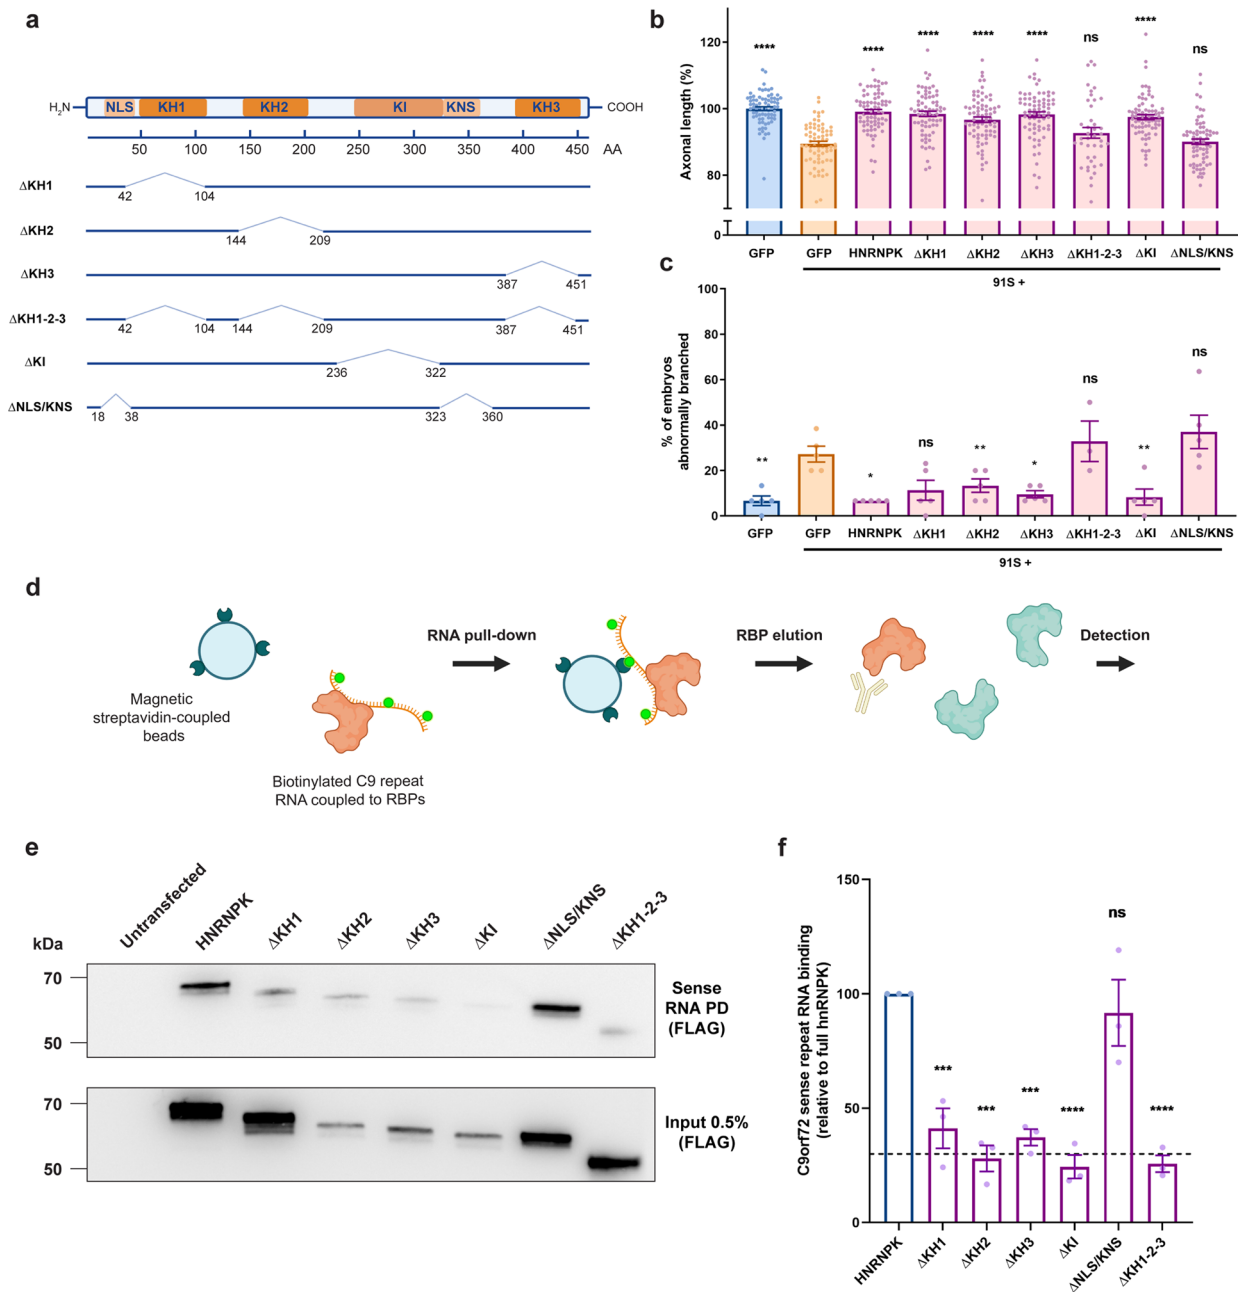 a
H₂N
NLS
KH1
KH2
KI
KNS
KH3
COOH
50
100
150
200
250
300
350
400
450
AA
ΔKH1
42
104
ΔKH2
144
209
ΔKH3
387
451
ΔKH1-2-3
42
104
144
209
387
451
ΔKI
236
322
ΔNLS/KNS
18
38
323
360
b
Axonal length (%)
120
100
80
0
****
****
****
****
****
ns
****
ns
GFP
GFP
HNRNPK
ΔKH1
ΔKH2
ΔKH3
ΔKH1-2-3
ΔKI
ΔNLS/KNS
91S +
c
% of embryos
abnormally branched
100
80
60
40
20
0
**
*
ns
**
*
ns
**
ns
GFP
GFP
HNRNPK
ΔKH1
ΔKH2
ΔKH3
ΔKH1-2-3
ΔKI
ΔNLS/KNS
91S +
d
Magnetic
streptavidin-coupled
beads
Biotinylated C9 repeat
RNA coupled to RBPs
RNA pull-down
RBP elution
Detection
e
kDa
Untransfected
HNRNPK
ΔKH1
ΔKH2
ΔKH3
ΔKI
ΔNLS/KNS
ΔKH1-2-3
70
50
Sense
RNA PD
(FLAG)
70
50
Input 0.5%
(FLAG)
f
C9orf72 sense repeat RNA binding
(relative to full hnRNPK)
150
100
50
0
***
***
***
****
ns
****
HNRNPK
ΔKH1
ΔKH2
ΔKH3
ΔKI
ΔNLS/KNS
ΔKH1-2-3